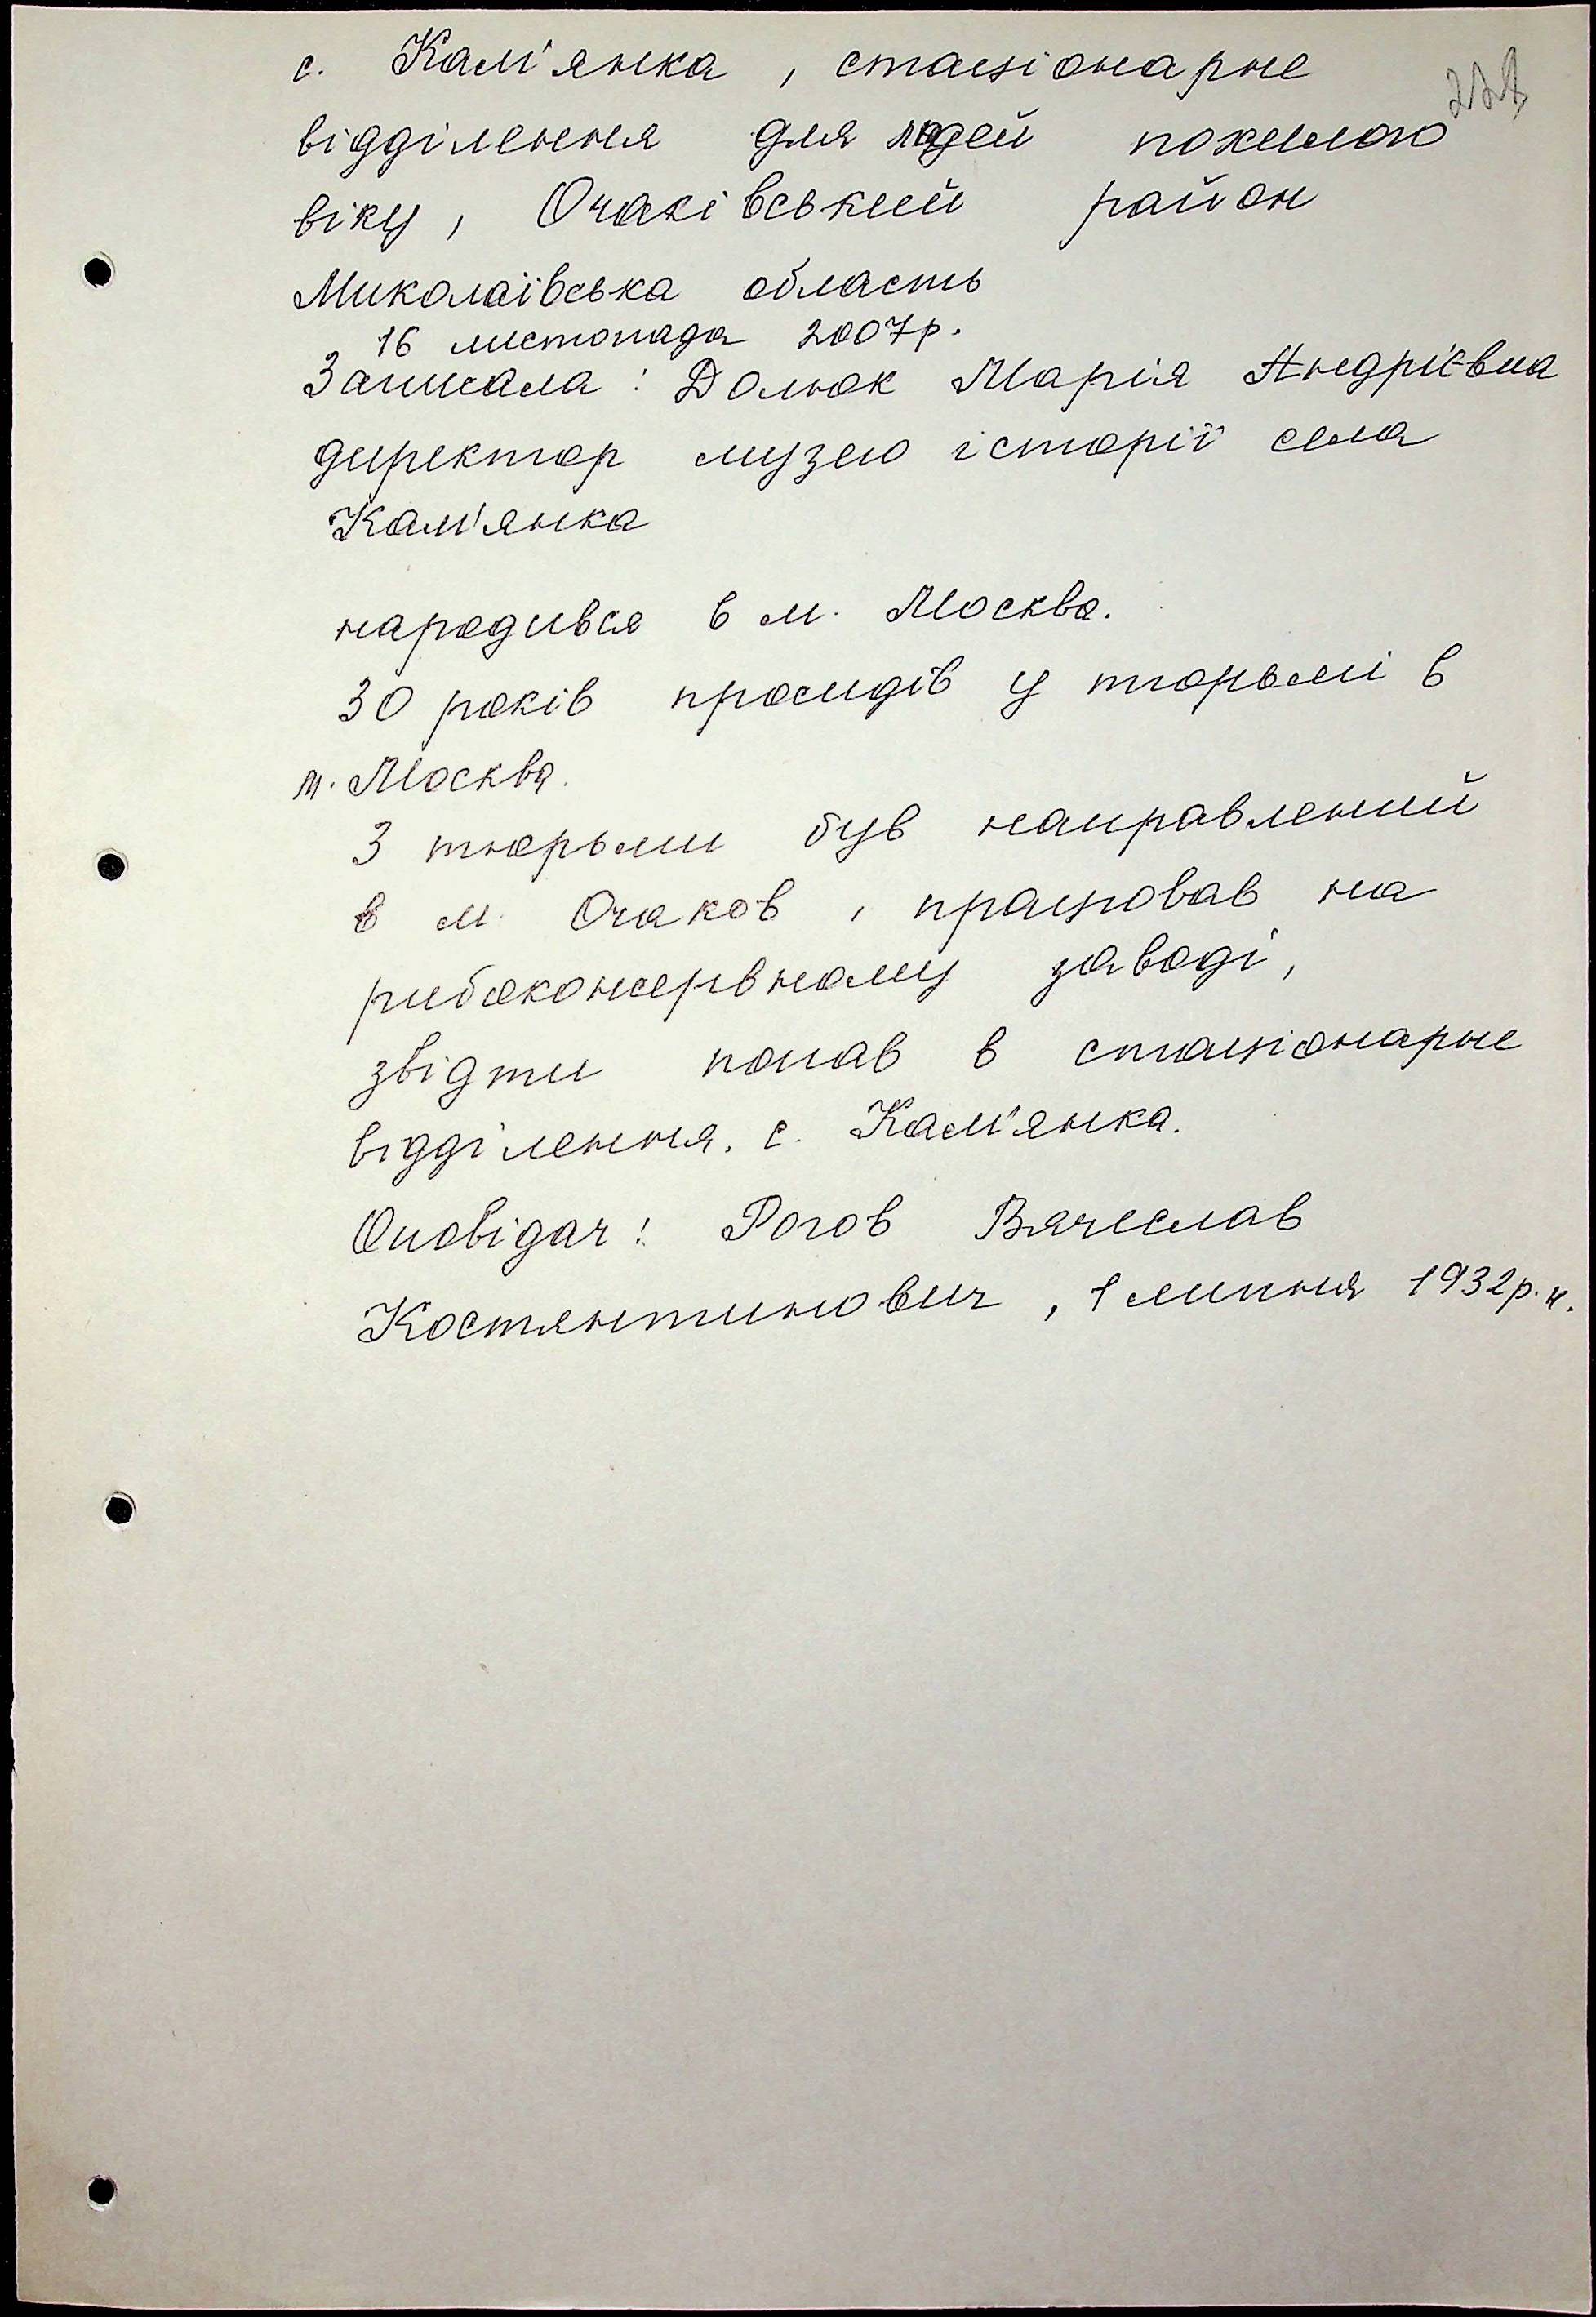 с. Кам'янка, стаціонарне
відділення для людей похилого
віку, Очаківський район
Миколаївська область
16 листопада 2007р.
Записала: Долюк Марія Андріївна
директор музею історії села
Кам'янка
народився в м. Москва.
30 років просидів у тюрьмі в
м. Москва.
З тюрьми був направлений
в м. Очаков, працював на
рибоконсервному заводі,
звідти попав в стаціонарне
відділення. с. Кам'янка.
Оповідач: Рогов Вячеслав
Костянтинович, 1 липня 1932р.н.